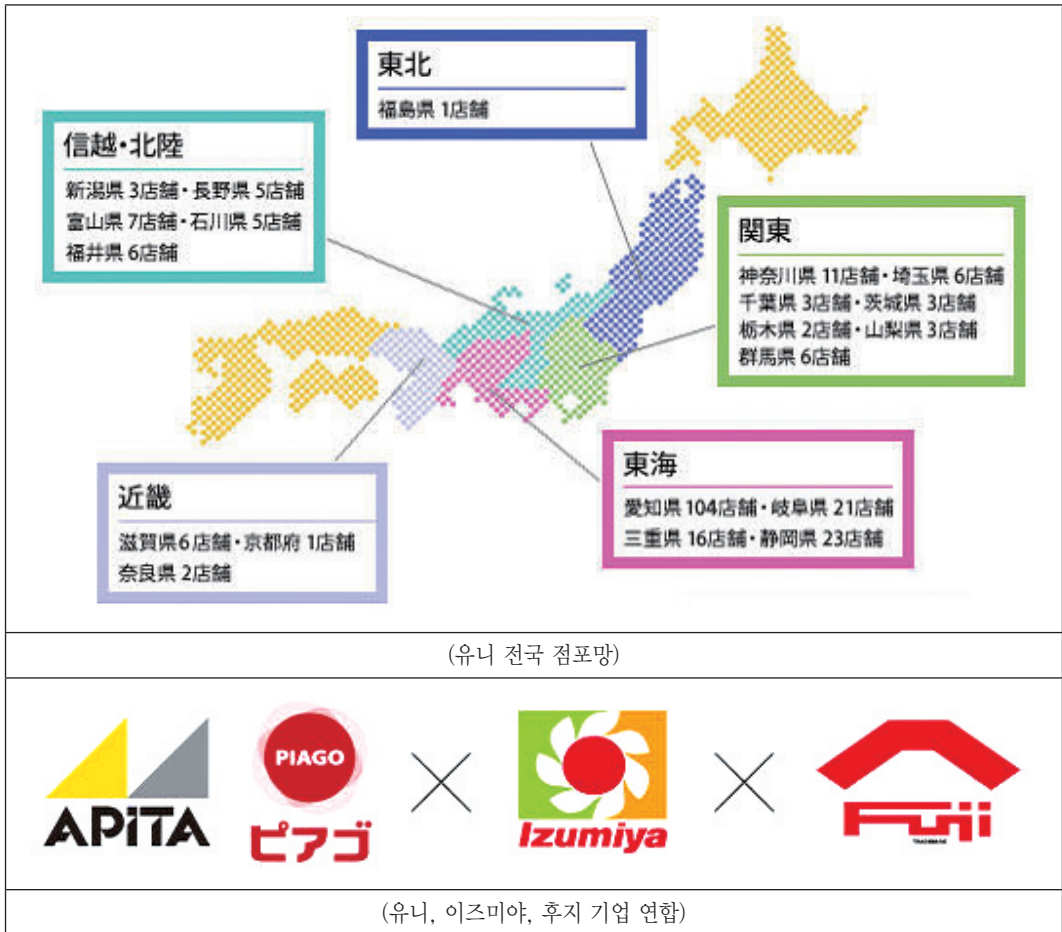 東北
福島県 1店舗
信越・北陸
新潟県 3店舗・長野県 5店舗
富山県 7店舗・石川県 5店舗
福井県 6店舗
関東
神奈川県 11店舗・埼玉県 6店舗
千葉県 3店舗・茨城県 3店舗
栃木県 2店舗・山梨県 3店舗
群馬県 6店舗
近畿
滋賀県6店舗・京都府 1店舗
奈良県 2店舗
東海
愛知県 104店舗・岐阜県 21店舗
三重県 16店舗・静岡県 23店舗
(유니 전국 점포망)
APiTA
PIAGO
ピアゴ
Izumiya
Fuji
(유니, 이즈미야, 후지 기업 연합)